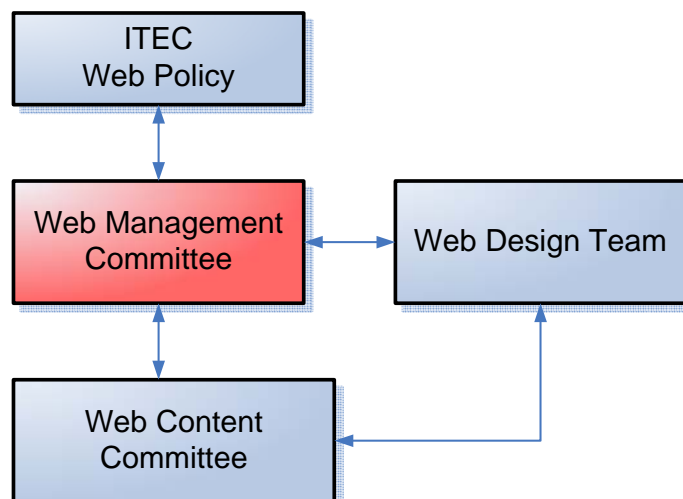 ITEC
Web Policy
Web Management
Committee
Web Design Team
Web Content
Committee